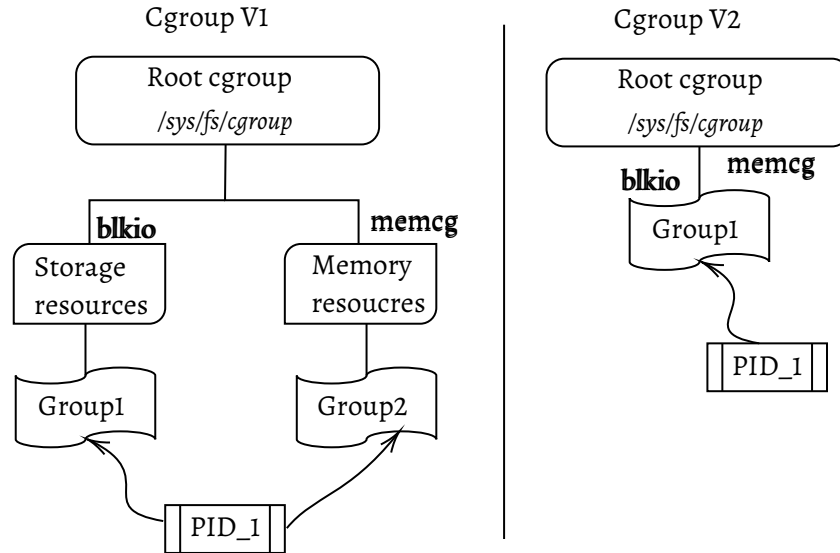 Cgroup V1
Root cgroup
/sys/fs/cgroup
blkio
memcg
Storage
resources
Memory
resoucres
Group1
Group2
PID_1
Cgroup V2
Root cgroup
/sys/fs/cgroup
blkio
memcg
Group1
PID_1